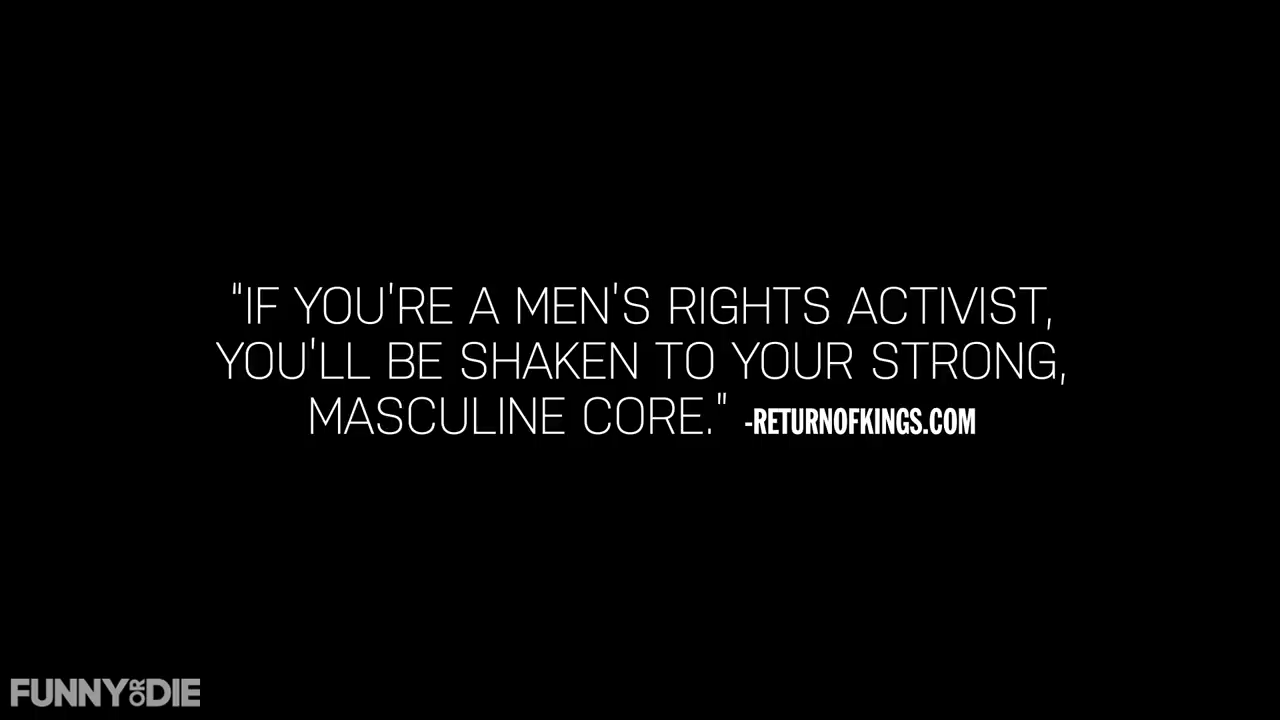 "IF YOU'RE A MEN'S RIGHTS ACTIVIST,
YOU'LL BE SHAKEN TO YOUR STRONG,
MASCULINE CORE." -RETURNOFKINGS.COM
FUNNY OR DIE